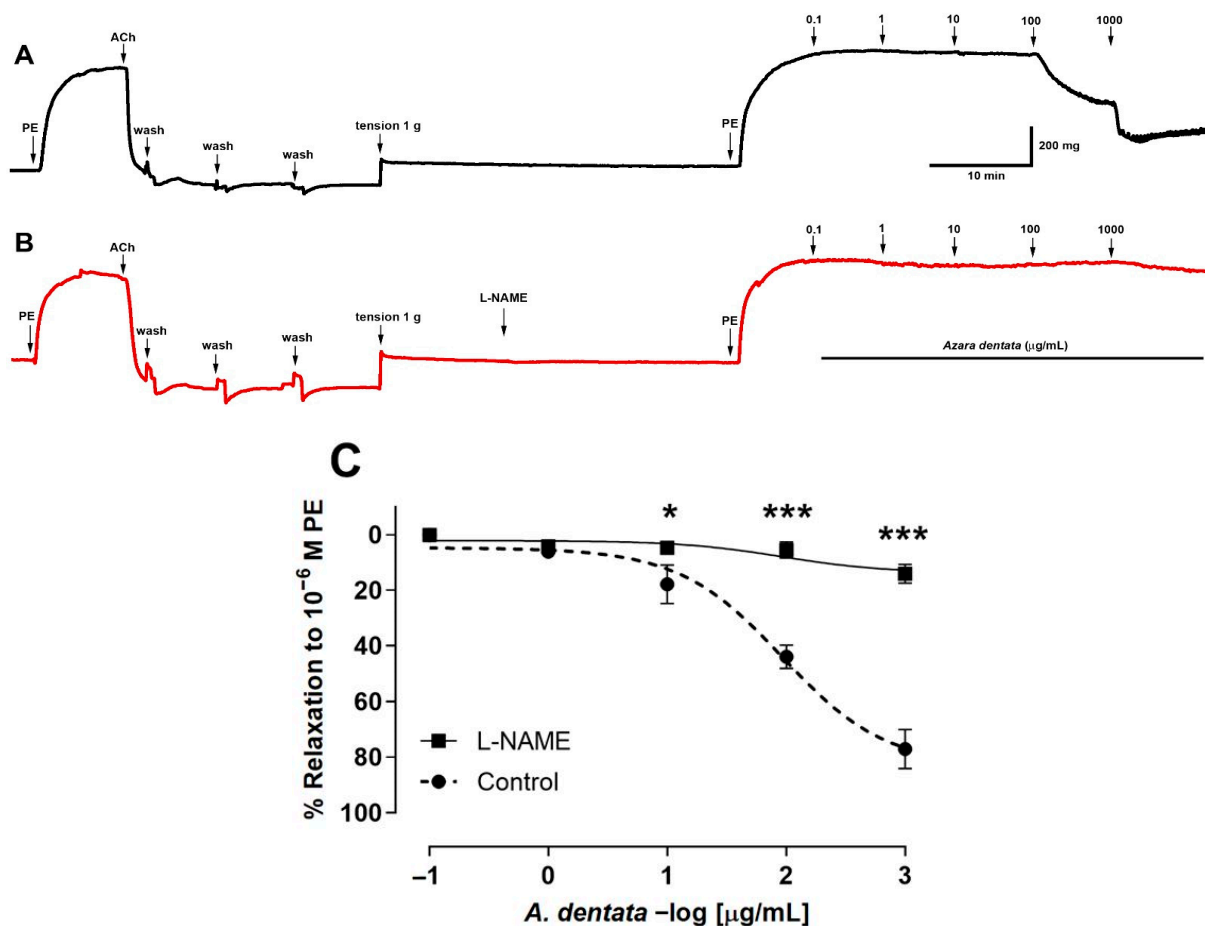 A
PE
ACh
wash
wash
wash
tension 1 g
PE
0.1 1 10 100 1000
200 mg
10 min
B
PE
ACh
wash
wash
wash
tension 1 g
L-NAME
PE
0.1 1 10 100 1000
Azara dentata (μg/mL)
C
% Relaxation to 10⁻⁶ M PE
0
20
40
60
80
100
* *** ***
L-NAME
Control
–1 0 1 2 3
A. dentata –log [μg/mL]